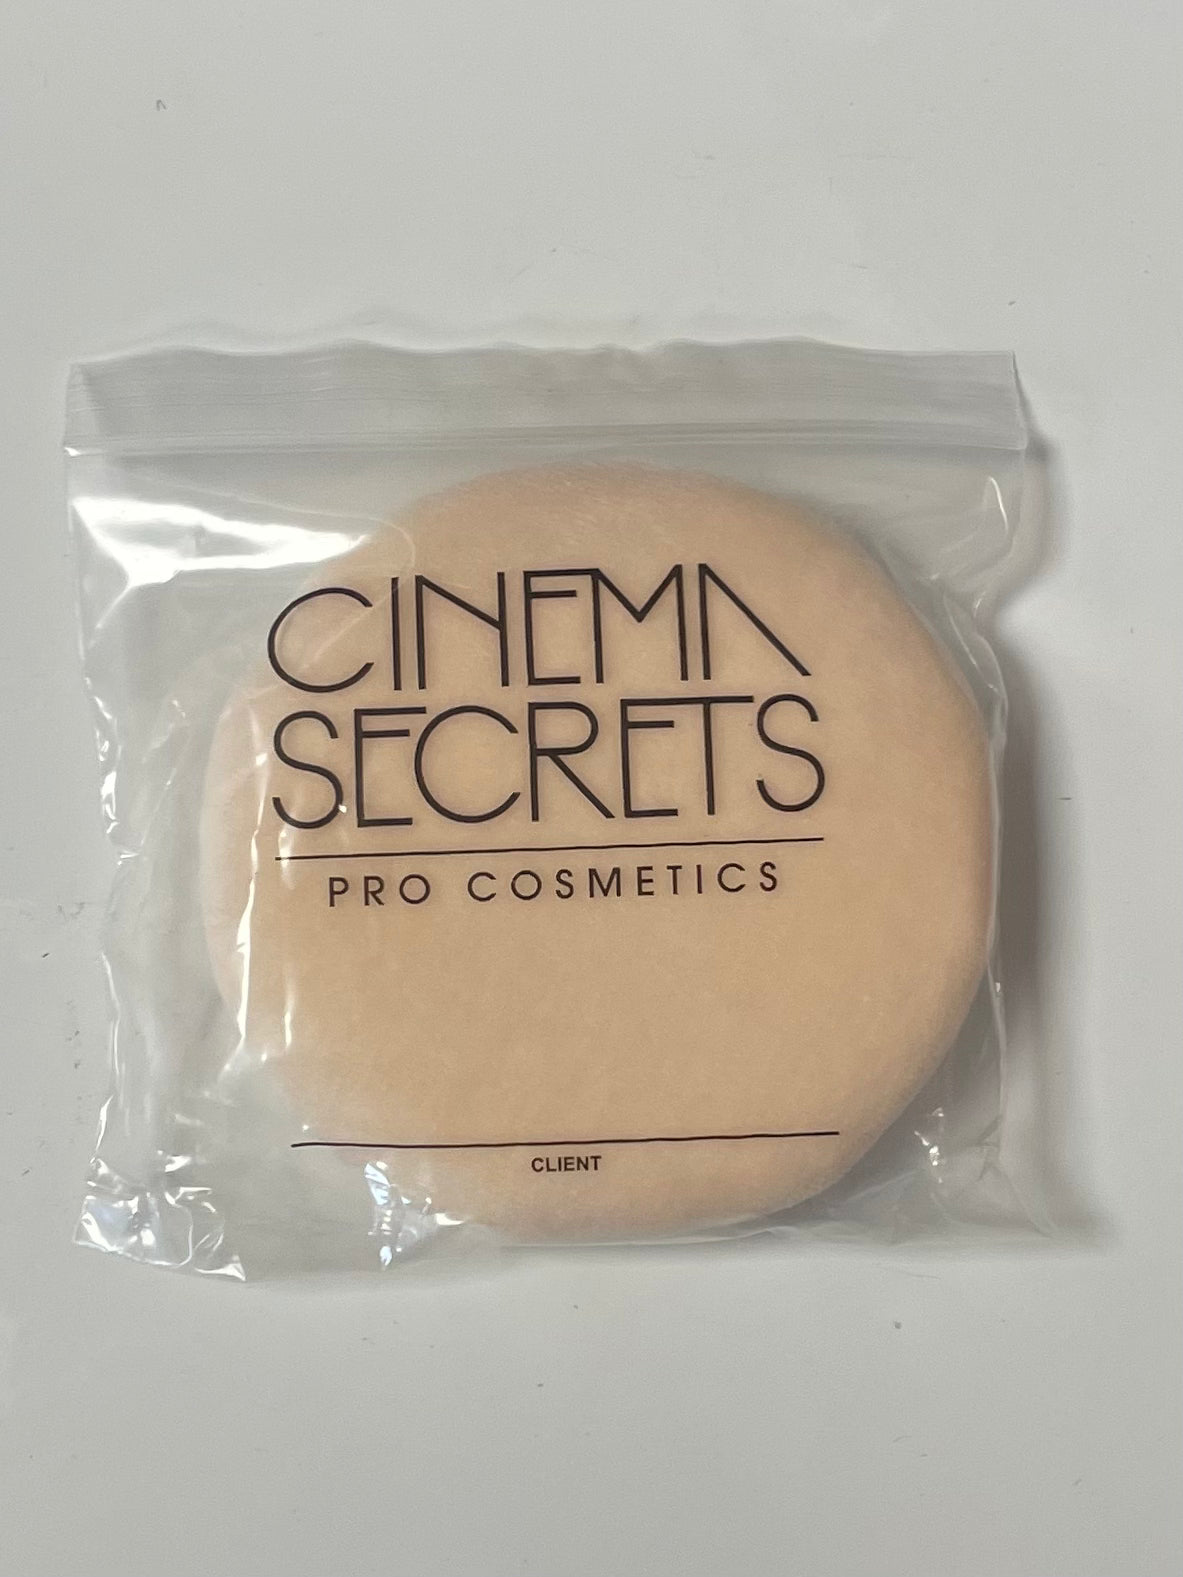 CINEMA
SECRETS
PRO COSMETICS
CLIENT